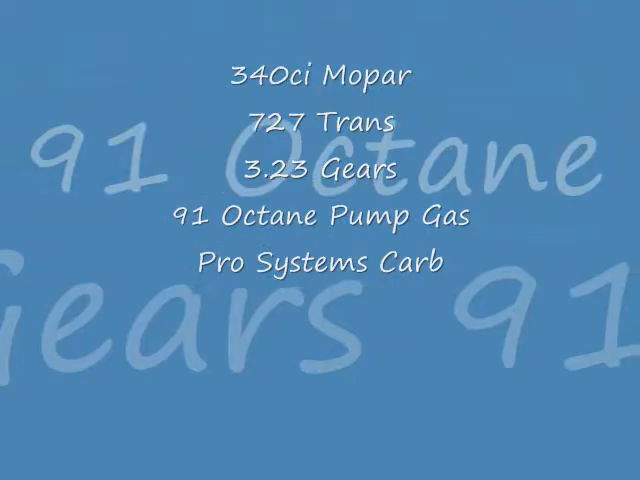 340ci Mopar
727 Trans
91 Octane
3.23 Gears
91 Octane Pump Gas
Pro Systems Carb
Gears 91